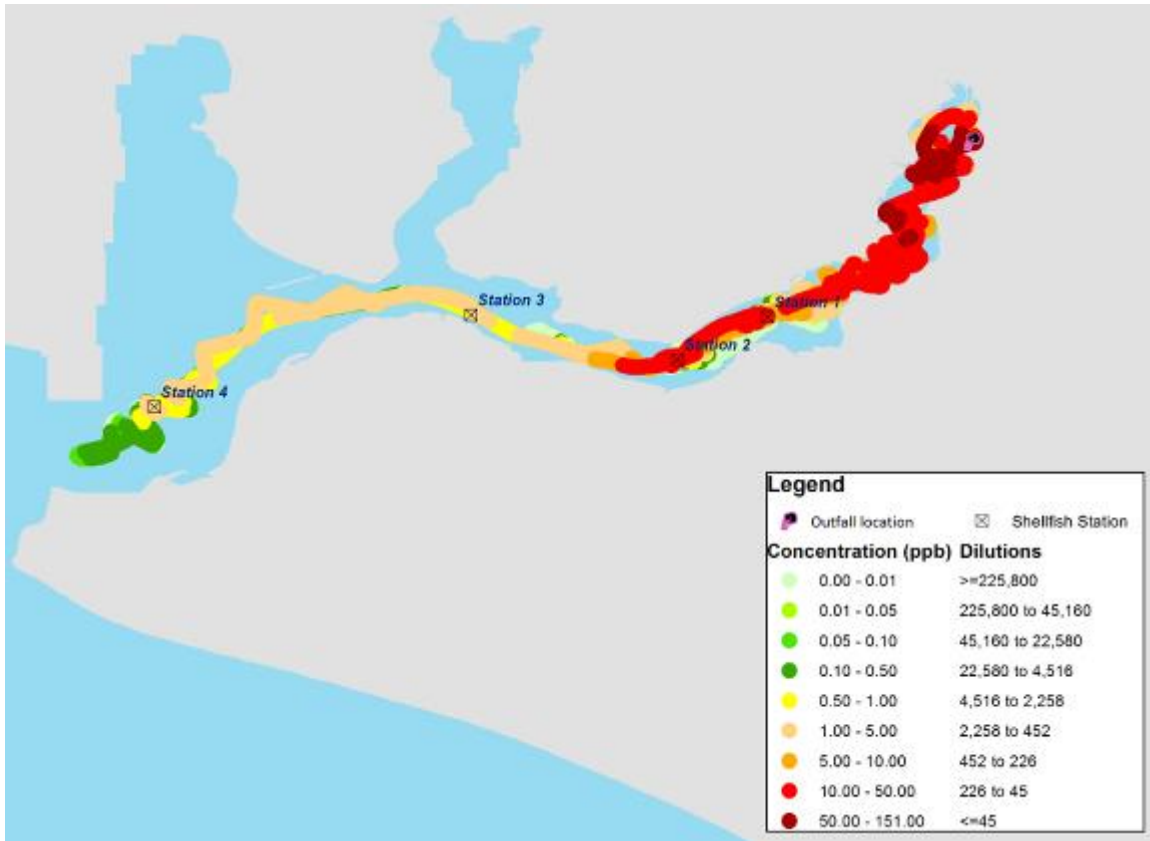 Station 3
Station 1
Station 2
Station 4
Legend
Outfall location Shellfish Station
Concentration (ppb) Dilutions
0.00 - 0.01 >=225,800
0.01 - 0.05 225,800 to 45,160
0.05 - 0.10 45,160 to 22,580
0.10 - 0.50 22,580 to 4,516
0.50 - 1.00 4,516 to 2,258
1.00 - 5.00 2,258 to 452
5.00 - 10.00 452 to 226
10.00 - 50.00 226 to 45
50.00 - 151.00 <=45